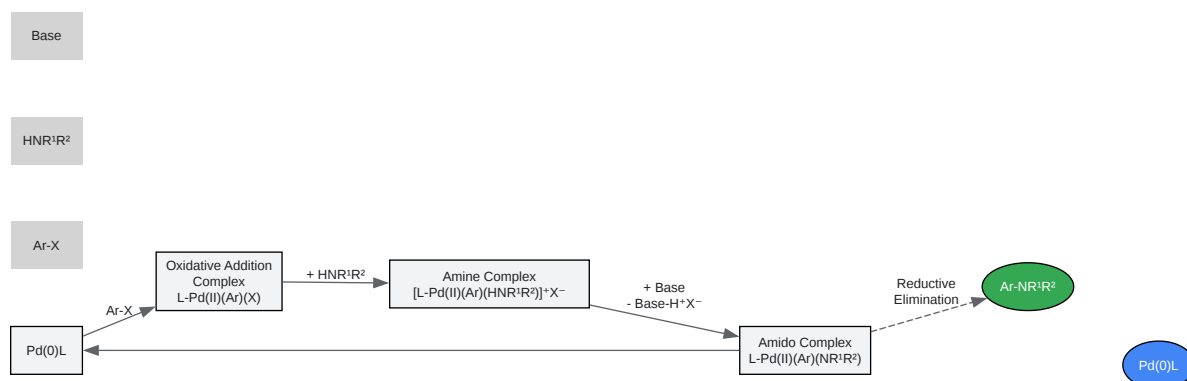 Base
HNR¹R²
Ar-X
Oxidative Addition
Complex
L-Pd(II)(Ar)(X)
+ HNR¹R²
Amine Complex
[L-Pd(II)(Ar)(HNR¹R²)]⁺X⁻
+ Base
- Base-H⁺X⁻
Reductive
Elimination
Ar-NR¹R²
Ar-X
Pd(0)L
Amido Complex
L-Pd(II)(Ar)(NR¹R²)
Pd(0)L